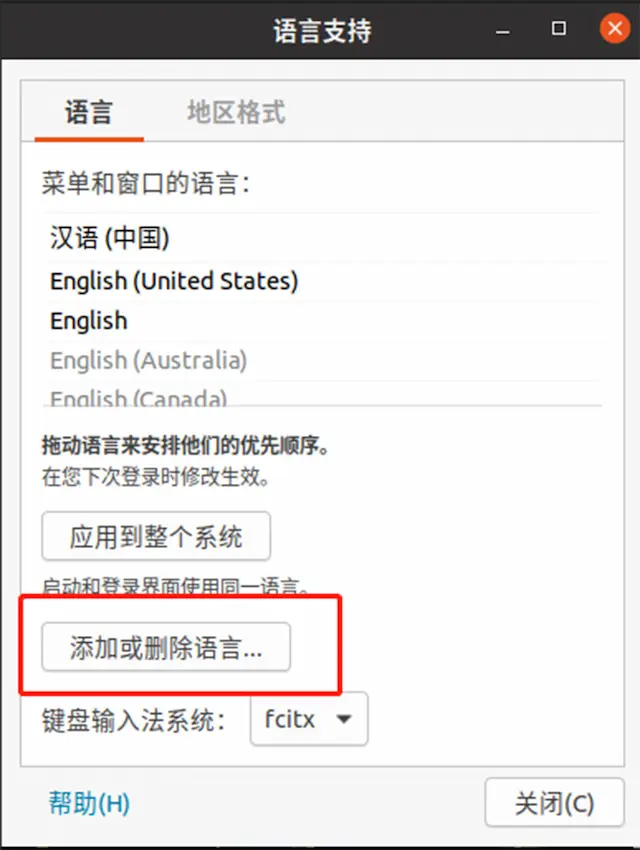 语言支持
语言 地区格式
菜单和窗口的语言：
汉语 (中国)
English (United States)
English
English (Australia)
English (Canada)
拖动语言来安排他们的优先顺序。
在您下次登录时修改生效。
应用到整个系统
启动和登录界面使用同一语言。
添加或删除语言...
键盘输入法系统： fcitx
帮助(H) 关闭(C)